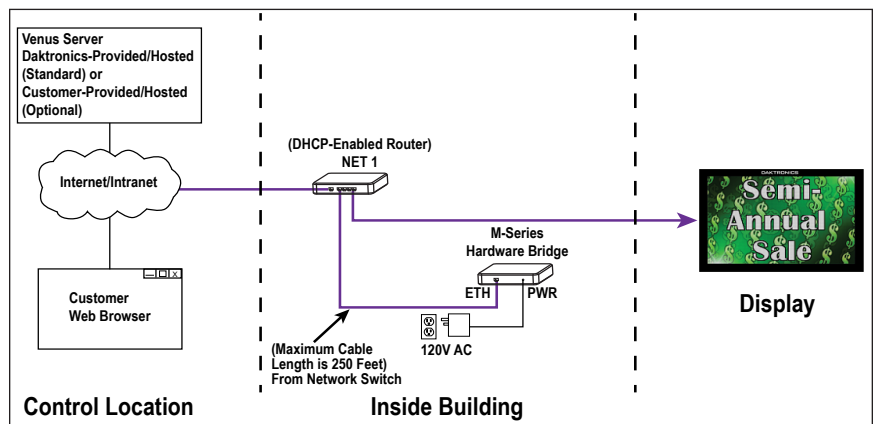 Venus Server
Daktronics-Provided/Hosted
(Standard) or
Customer-Provided/Hosted
(Optional)
Internet/Intranet
X
Customer
Web Browser
Control Location
(DHCP-Enabled Router)
NET 1
M-Series
Hardware Bridge
ETH
PWR
120V AC
(Maximum Cable
Length is 250 Feet)
From Network Switch
Inside Building
DAKTRONICS
Semi-
Annual
Sale
Display